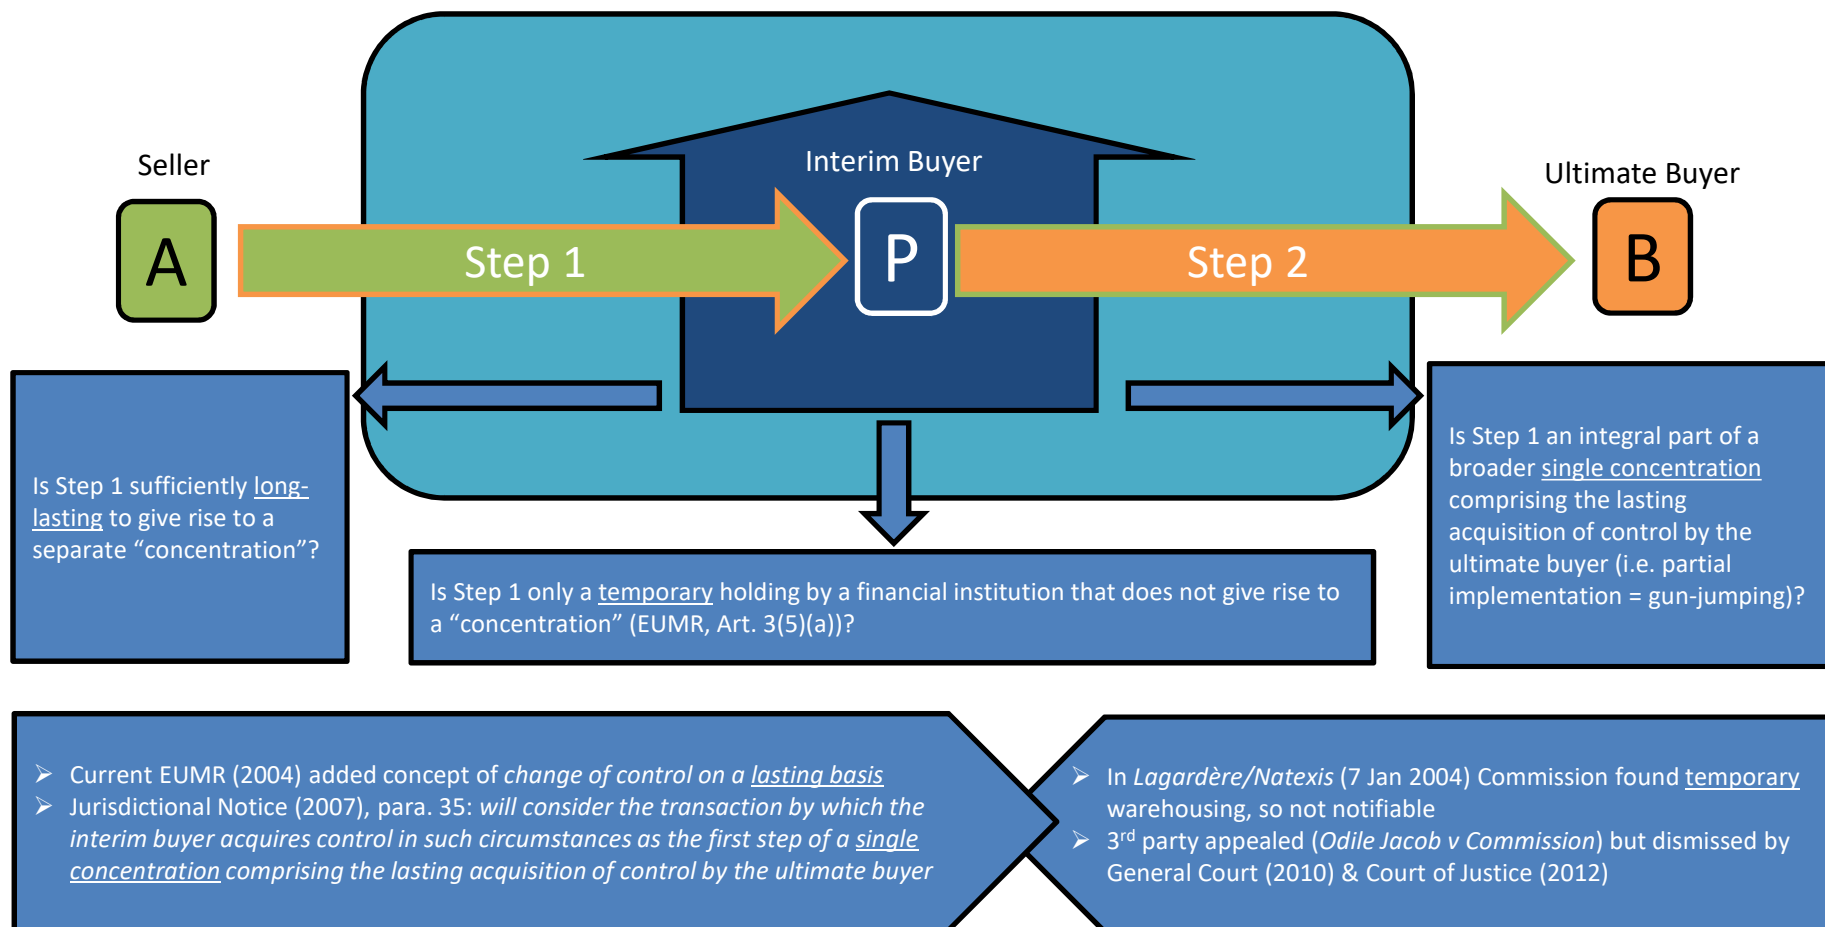 Seller
A
Step 1
Interim Buyer
P
Step 2
Ultimate Buyer
B
Is Step 1 sufficiently long-
lasting to give rise to a
separate “concentration”?
Is Step 1 only a temporary holding by a financial institution that does not give rise to
a “concentration” (EUMR, Art. 3(5)(a))?
Is Step 1 an integral part of a
broader single concentration
comprising the lasting
acquisition of control by the
ultimate buyer (i.e. partial
implementation = gun-jumping)?
➢ Current EUMR (2004) added concept of change of control on a lasting basis
➢ Jurisdictional Notice (2007), para. 35: will consider the transaction by which the
interim buyer acquires control in such circumstances as the first step of a single
concentration comprising the lasting acquisition of control by the ultimate buyer
➢ In Lagardère/Natexis (7 Jan 2004) Commission found temporary
warehousing, so not notifiable
➢ 3rd party appealed (Odile Jacob v Commission) but dismissed by
General Court (2010) & Court of Justice (2012)